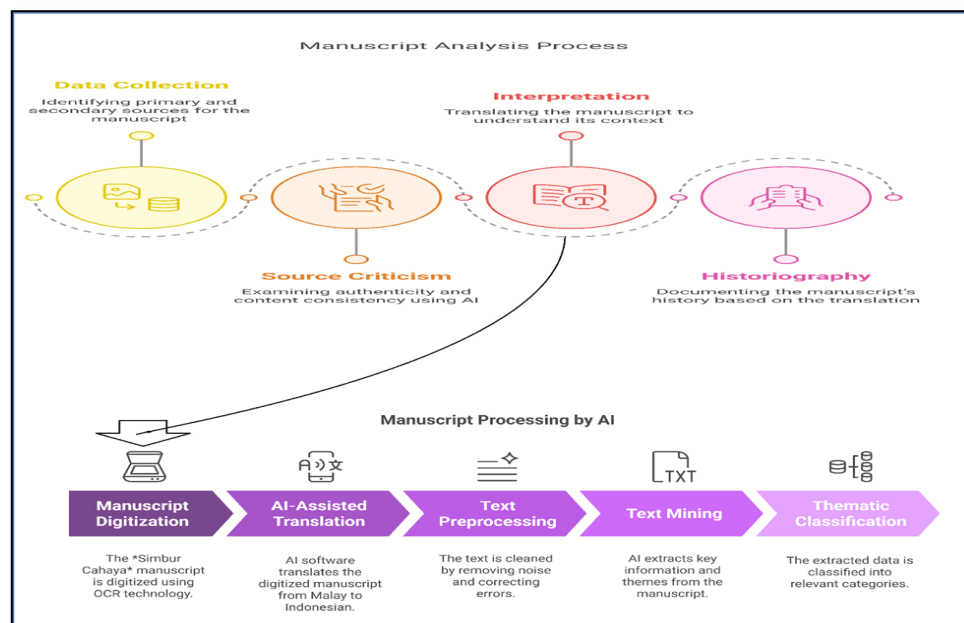 Manuscript Analysis Process
Data Collection
Identifying primary and
secondary sources for the
manuscript
Interpretation
Translating the manuscript to
understand its context
T
Source Criticism
Examining authenticity and
content consistency using AI
Historiography
Documenting the manuscript's
history based on the translation
Manuscript Processing by AI
A文
TXT
Manuscript
Digitization
AI-Assisted
Translation
Text
Preprocessing
Text Mining
Thematic
Classification
The *Simbur
Cahaya* manuscript
is digitized using
OCR technology.
AI software
translates the
digitized manuscript
from Malay to
Indonesian.
The text is cleaned
by removing noise
and correcting
errors.
AI extracts key
information and
themes from the
manuscript.
The extracted data is
classified into
relevant categories.